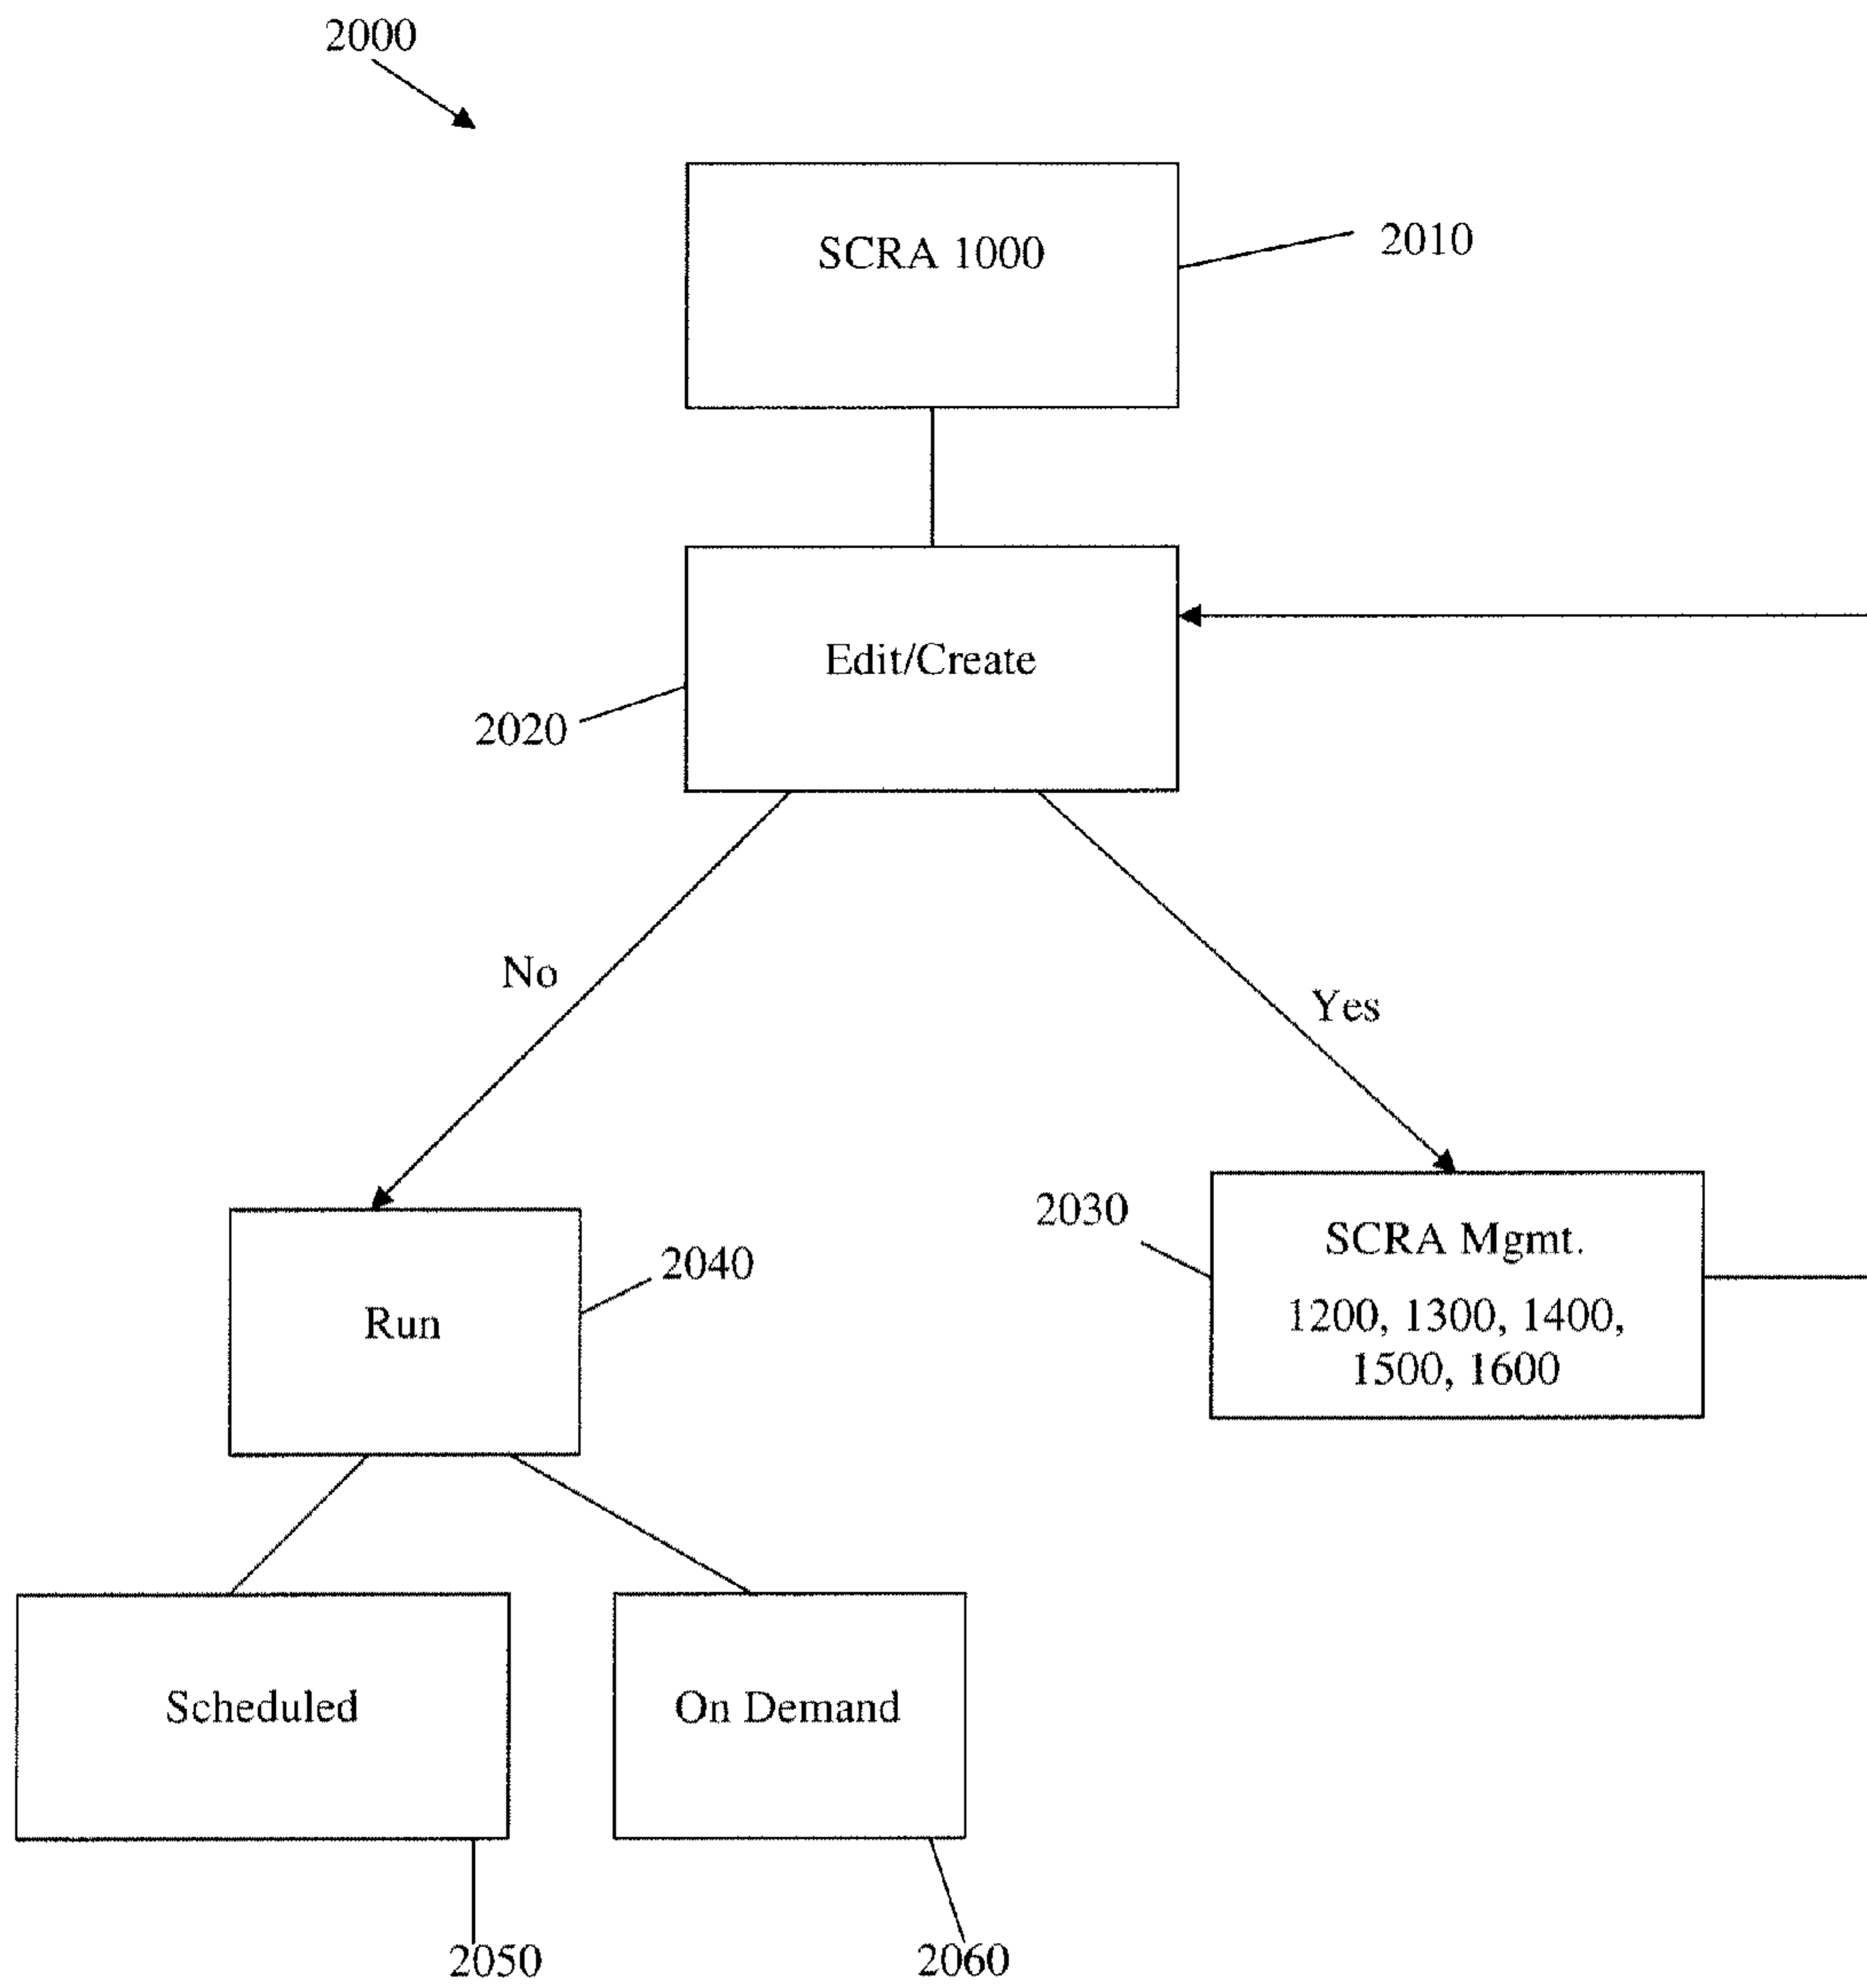 2000
SCRA 1000
2010
Edit/Create
2020
No
Yes
2030
SCRA Mgmt.
1200, 1300, 1400,
1500, 1600
2040
Run
Scheduled
On Demand
2050
2060